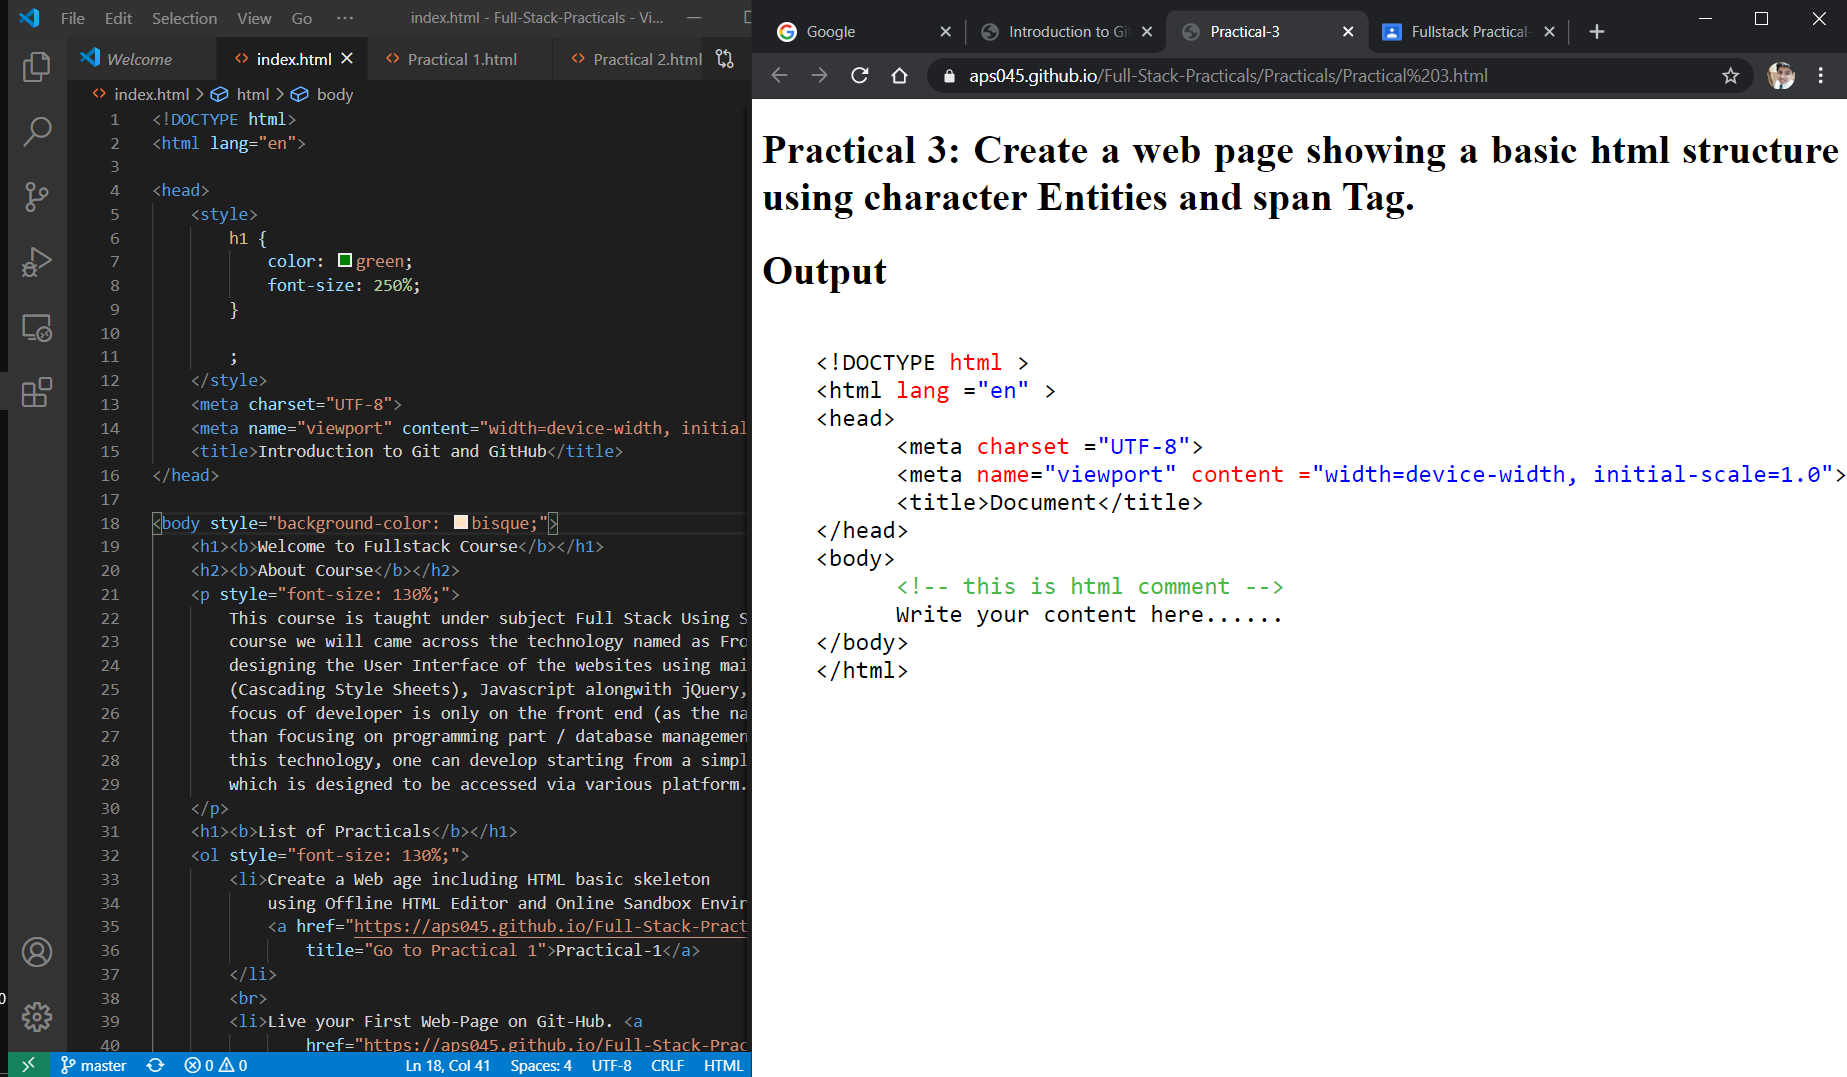 File Edit Selection View Go ··· index.html - Full-Stack-Practicals - Vi...
Welcome index.html Practical 1.html Practical 2.html
index.html > html > body
1 <!DOCTYPE html>
2 <html lang="en">
3
4 <head>
5 <style>
6 h1 {
7 color: green;
8 font-size: 250%;
9 }
10
11 ;
12 </style>
13 <meta charset="UTF-8">
14 <meta name="viewport" content="width=device-width, initial
15 <title>Introduction to Git and GitHub</title>
16 </head>
17
18 <body style="background-color: bisque;">
19 <h1><b>Welcome to Fullstack Course</b></h1>
20 <h2><b>About Course</b></h2>
21 <p style="font-size: 130%;">
22 This course is taught under subject Full Stack Using S
23 course we will came across the technology named as Fro
24 designing the User Interface of the websites using mai
25 (Cascading Style Sheets), Javascript alongwith jQuery,
26 focus of developer is only on the front end (as the na
27 than focusing on programming part / database managemen
28 this technology, one can develop starting from a simpl
29 which is designed to be accessed via various platform.
30 </p>
31 <h1><b>List of Practicals</b></h1>
32 <ol style="font-size: 130%;">
33 <li>Create a Web age including HTML basic skeleton
34 using Offline HTML Editor and Online Sandbox Envir
35 <a href="https://aps045.github.io/Full-Stack-Pract
36 title="Go to Practical 1">Practical-1</a>
37 </li>
38 <br>
39 <li>Live your First Web-Page on Git-Hub. <a
40 href="https://aps045.github.io/Full-Stack-Prac
0
master 0 0 Ln 18, Col 41 Spaces: 4 UTF-8 CRLF HTML
Google Introduction to Gi Practical-3 Fullstack Practical-
aps045.github.io/Full-Stack-Practicals/Practicals/Practical%203.html
Practical 3: Create a web page showing a basic html structure
using character Entities and span Tag.
Output
<!DOCTYPE html >
<html lang ="en" >
<head>
<meta charset ="UTF-8">
<meta name="viewport" content ="width=device-width, initial-scale=1.0">
<title>Document</title>
</head>
<body>
<!-- this is html comment -->
Write your content here......
</body>
</html>